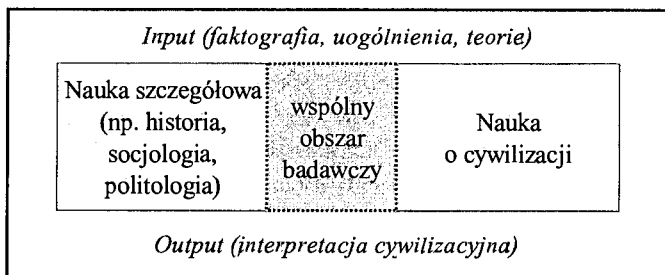 Input (faktografia, uogólnienia, teorie)
Nauka szczegółowa
(np. historia,
socjologia,
politologia)
wspólny
obszar
badawczy
Nauka
o cywilizacji
Output (interpretacja cywilizacyjna)